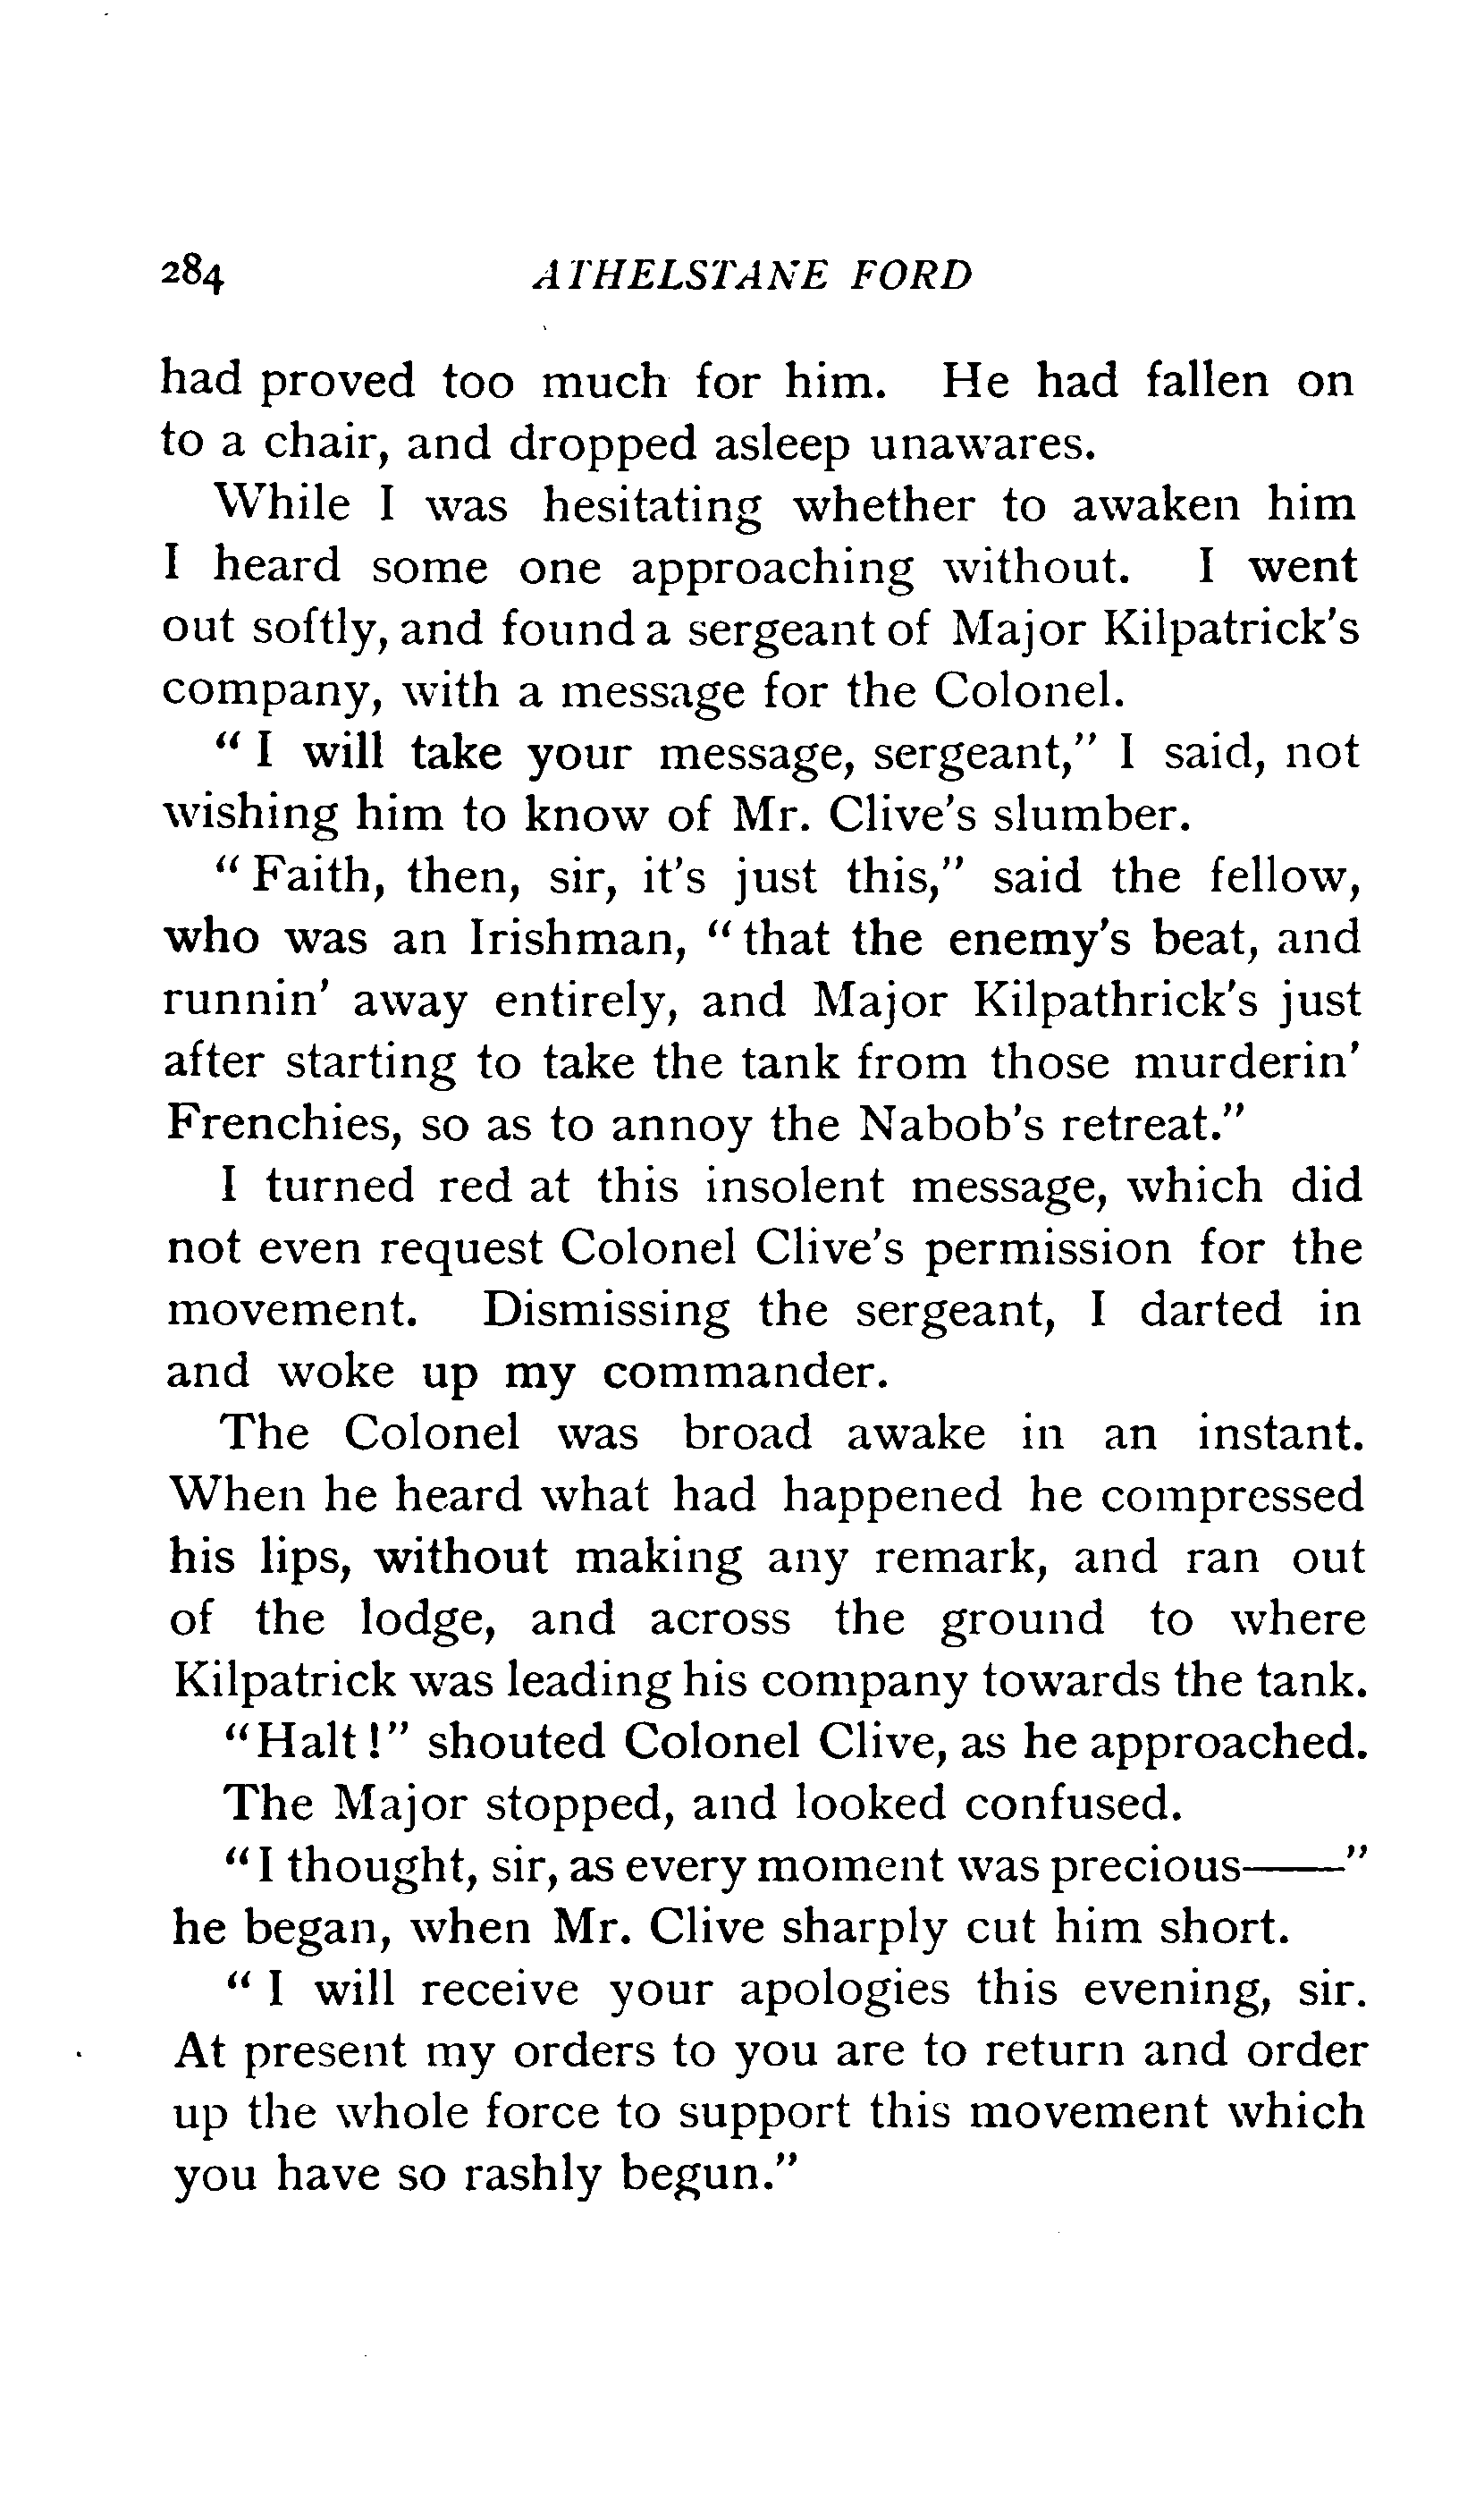 284 ATHELSTANE FORD
had proved too much for him. He had fallen on
to a chair, and dropped asleep unawares.
While I was hesitating whether to awaken him
I heard some one approaching without. I went
out softly, and found a sergeant of Major Kilpatrick's
company, with a message for the Colonel.
“ I will take your message, sergeant,” I said, not
wishing him to know of Mr. Clive's slumber.
“ Faith, then, sir, it's just this,” said the fellow,
who was an Irishman, “ that the enemy's beat, and
runnin' away entirely, and Major Kilpathrick's just
after starting to take the tank from those murderin'
Frenchies, so as to annoy the Nabob's retreat.”
I turned red at this insolent message, which did
not even request Colonel Clive's permission for the
movement. Dismissing the sergeant, I darted in
and woke up my commander.
The Colonel was broad awake in an instant.
When he heard what had happened he compressed
his lips, without making any remark, and ran out
of the lodge, and across the ground to where
Kilpatrick was leading his company towards the tank.
“Halt !” shouted Colonel Clive, as he approached.
The Major stopped, and looked confused.
“I thought, sir, as every moment was precious——”
he began, when Mr. Clive sharply cut him short.
“ I will receive your apologies this evening, sir.
At present my orders to you are to return and order
up the whole force to support this movement which
you have so rashly begun.”